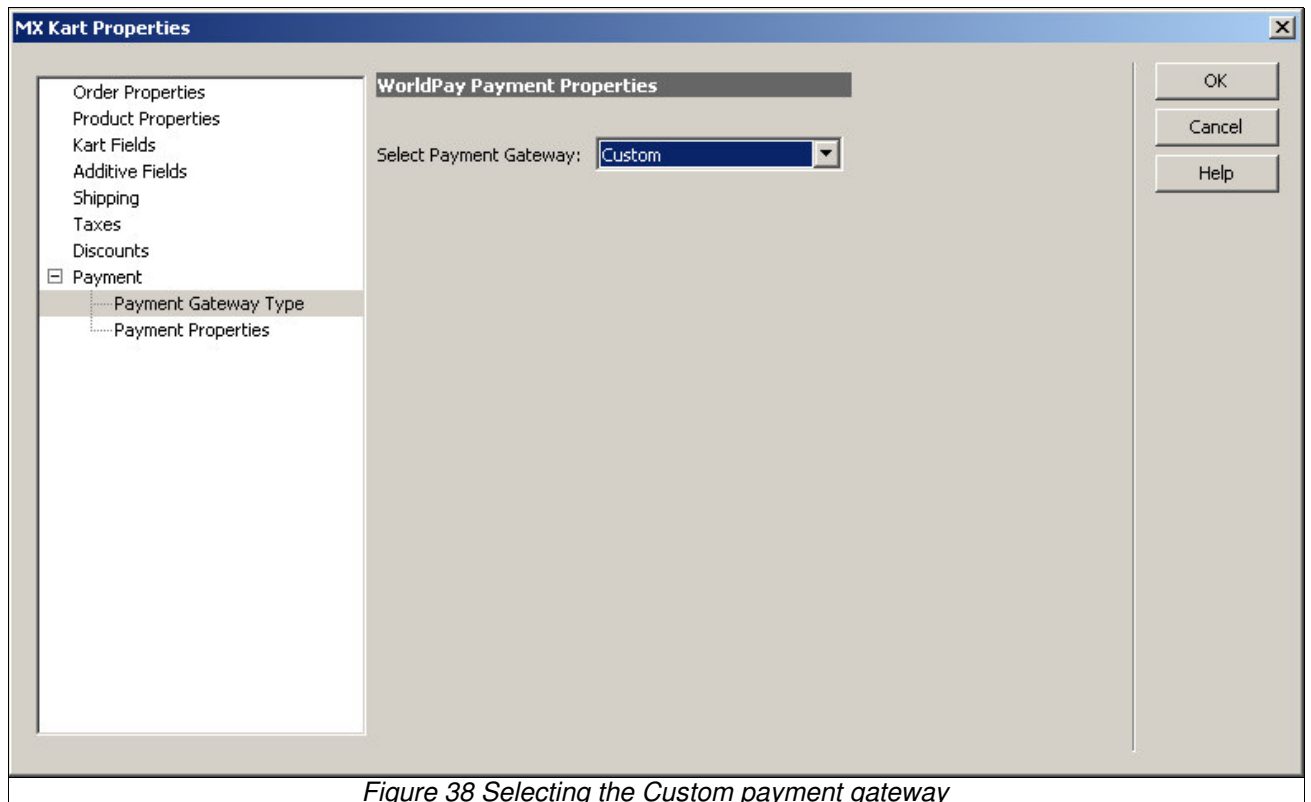 MX Kart Properties
Order Properties
Product Properties
Kart Fields
Additive Fields
Shipping
Taxes
Discounts
Payment
Payment Gateway Type
Payment Properties
WorldPay Payment Properties
Select Payment Gateway: Custom
OK
Cancel
Help
Figure 38 Selecting the Custom payment gateway